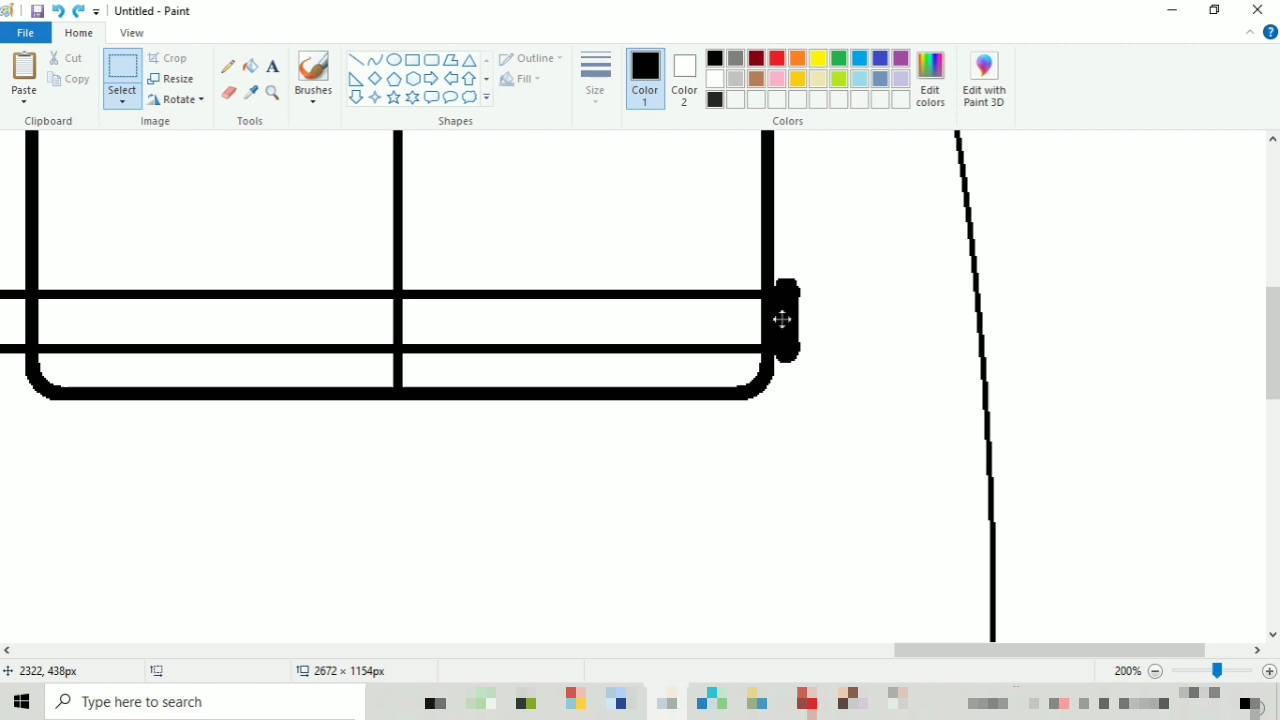 Untitled - Paint
File Home View
Paste
Cut
Copy
Clipboard
Select
Crop
Resize
Rotate
Image
Tools
Brushes
Shapes
Outline
Fill
Size
Color 1
Color 2
Colors
Edit colors
Edit with Paint 3D
2322, 438px
2672 × 1154px
200%
Type here to search